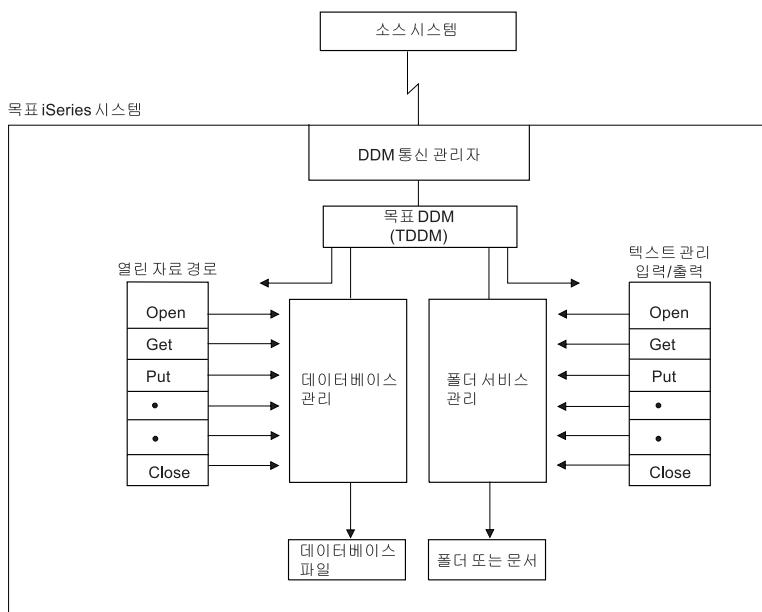 소스 시스템
목표 iSeries 시스템
DDM 통신 관리자
목표 DDM
(TDDM)
열린 자료 경로
Open
Get
Put
•
•
Close
데이터베이스
관리
폴더 서비스
관리
텍스트 관리
입력/출력
Open
Get
Put
•
•
Close
데이터베이스
파일
폴더 또는 문서